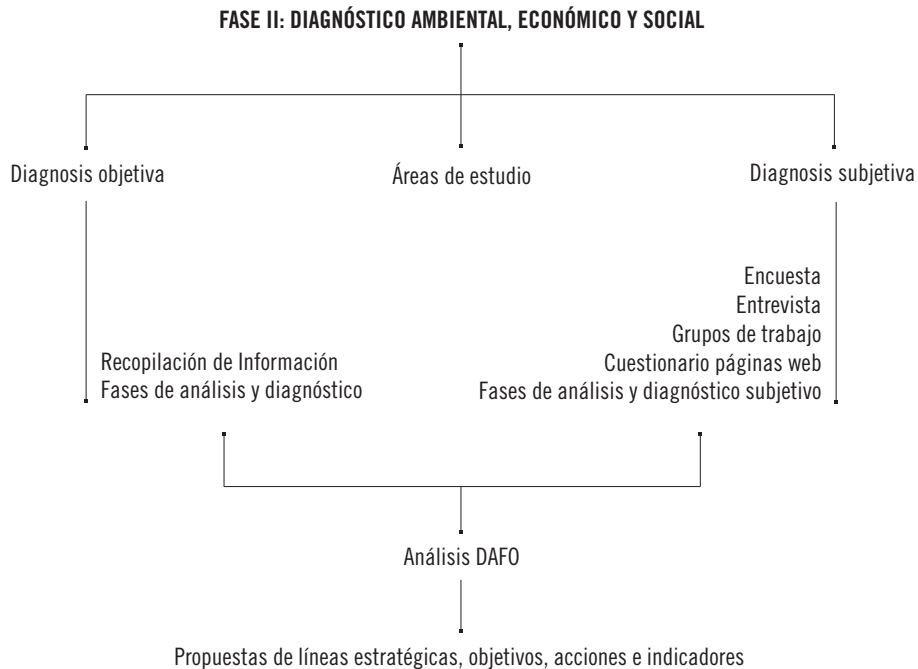 FASE II: DIAGNÓSTICO AMBIENTAL, ECONÓMICO Y SOCIAL
Diagnosis objetiva
Áreas de estudio
Diagnosis subjetiva
Recopilación de Información
Fases de análisis y diagnóstico
Encuesta
Entrevista
Grupos de trabajo
Cuestionario páginas web
Fases de análisis y diagnóstico subjetivo
Análisis DAFO
Propuestas de líneas estratégicas, objetivos, acciones e indicadores